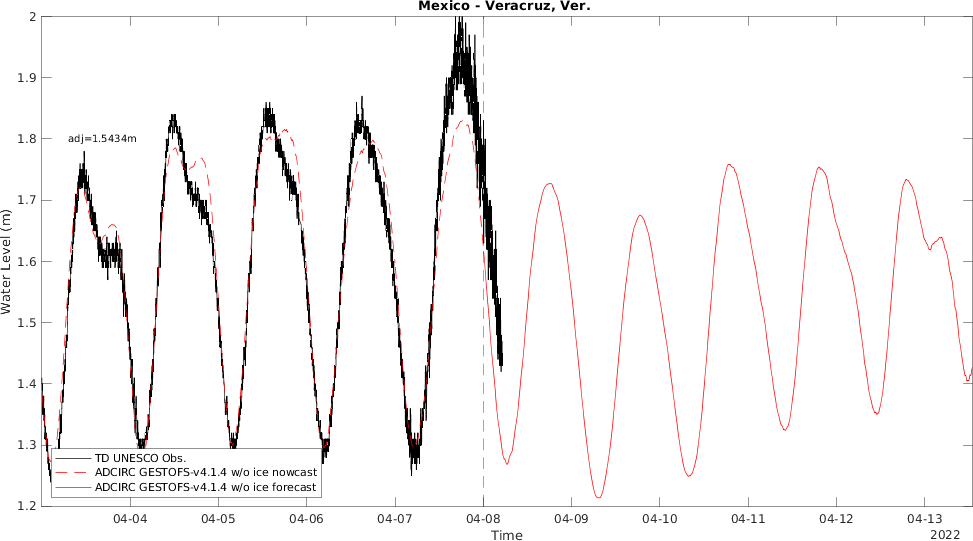 Mexico - Veracruz, Ver.
2
1.9
1.8
1.7
1.6
1.5
1.4
1.3
1.2
Water Level (m)
adj=1.5434m
TD UNESCO Obs.
ADCIRC GESTOFS-v4.1.4 w/o ice nowcast
ADCIRC GESTOFS-v4.1.4 w/o ice forecast
04-04 04-05 04-06 04-07 04-08 04-09 04-10 04-11 04-12 04-13
Time
2022